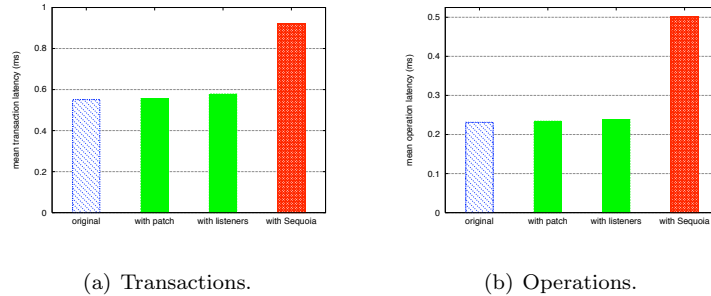 mean transaction latency (ms)
1
0.8
0.6
0.4
0.2
0
original with patch with listeners with Sequoia
(a) Transactions.
mean operation latency (ms)
0.5
0.4
0.3
0.2
0.1
0
original with patch with listeners with Sequoia
(b) Operations.